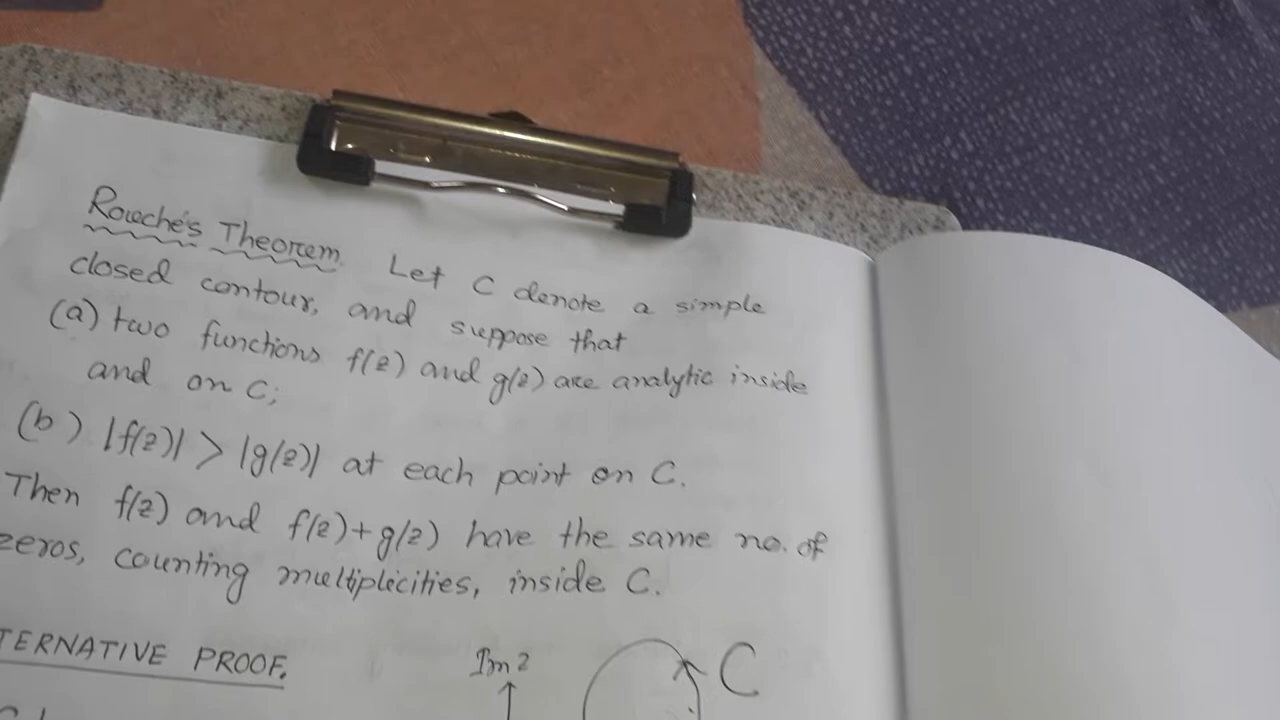 Rouche's Theorem. Let C denote a simple
closed contour, and suppose that
(a) two functions f(z) and g(z) are analytic inside
and on C;
(b) |f(z)| > |g(z)| at each point on C.
Then f(z) and f(z)+g(z) have the same no. of
zeros, counting multiplicities, inside C.
TERNATIVE PROOF.
Im z
C